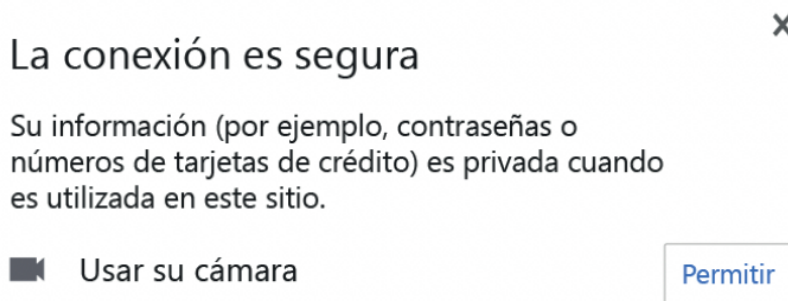 La conexión es segura
Su información (por ejemplo, contraseñas o
números de tarjetas de crédito) es privada cuando
es utilizada en este sitio.
Usar su cámara
Permitir